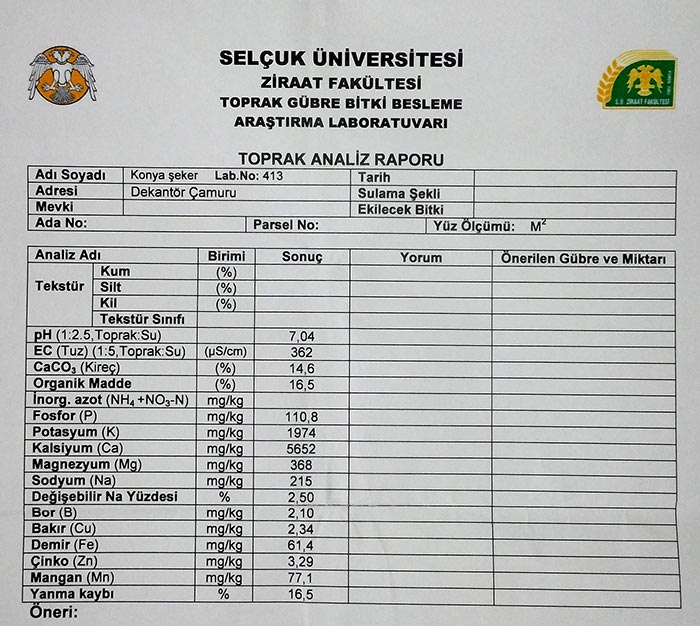 SELÇUK ÜNİVERSİTESİ
ZİRAAT FAKÜLTESİ
TOPRAK GÜBRE BİTKİ BESLEME
ARAŞTIRMA LABORATUVARI
S.Ü. ZİRAAT FAKÜLTESİ
TOPRAK ANALİZ RAPORU
Adı Soyadı Konya şeker Lab.No: 413 Tarih
Adresi Dekantör Çamuru Sulama Şekli
Mevki Ekilecek Bitki
Ada No: Parsel No: Yüz Ölçümü: M²
Analiz Adı Birimi Sonuç Yorum Önerilen Gübre ve Miktarı
Tekstür Kum (%)
Silt (%)
Kil (%)
Tekstür Sınıfı
pH (1:2.5,Toprak:Su) 7,04
EC (Tuz) (1:5,Toprak:Su) (µS/cm) 362
CaCO₃ (Kireç) (%) 14,6
Organik Madde (%) 16,5
İnorg. azot (NH₄ +NO₃-N) mg/kg
Fosfor (P) mg/kg 110,8
Potasyum (K) mg/kg 1974
Kalsiyum (Ca) mg/kg 5652
Magnezyum (Mg) mg/kg 368
Sodyum (Na) mg/kg 215
Değişebilir Na Yüzdesi % 2,50
Bor (B) mg/kg 2,10
Bakır (Cu) mg/kg 2,34
Demir (Fe) mg/kg 61,4
Çinko (Zn) mg/kg 3,29
Mangan (Mn) mg/kg 77,1
Yanma kaybı % 16,5
Öneri: